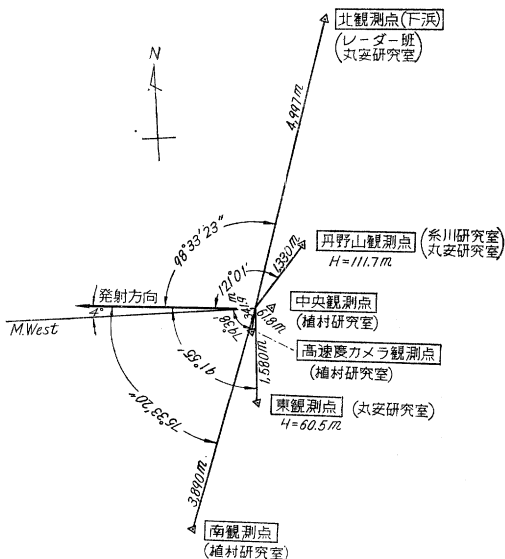 北観測点(下浜)
(レーダー班)
丸安研究室
N
4,997m
98°33′23″
丹野山観測点
(糸川研究室)
丸安研究室
H=111.7m
1,330m
121°01′
発射方向
4°
M.West
中央観測点
(植村研究室)
61.8m
高速度カメラ観測点
(植村研究室)
91°55′
1,580m
東観測点
(丸安研究室)
H=60.5m
75°33′20″
3,890m
南観測点
(植村研究室)